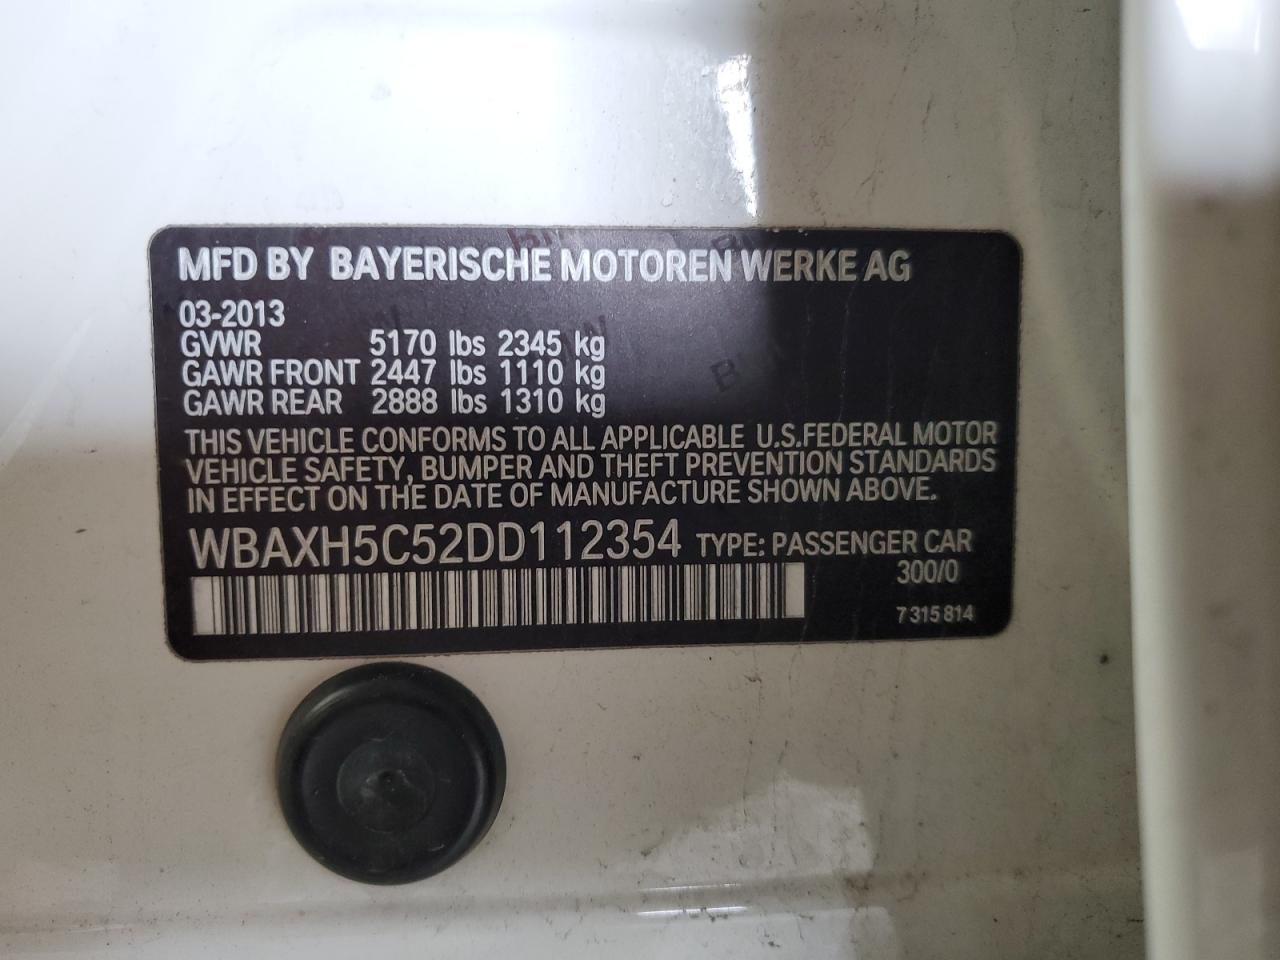 MFD BY BAYERISCHE MOTOREN WERKE AG
03-2013
GVWR 5170 lbs 2345 kg
GAWR FRONT 2447 lbs 1110 kg
GAWR REAR 2888 lbs 1310 kg
THIS VEHICLE CONFORMS TO ALL APPLICABLE U.S.FEDERAL MOTOR
VEHICLE SAFETY, BUMPER AND THEFT PREVENTION STANDARDS
IN EFFECT ON THE DATE OF MANUFACTURE SHOWN ABOVE.
WBAXH5C52DD112354 TYPE: PASSENGER CAR
300/0
7 315 814